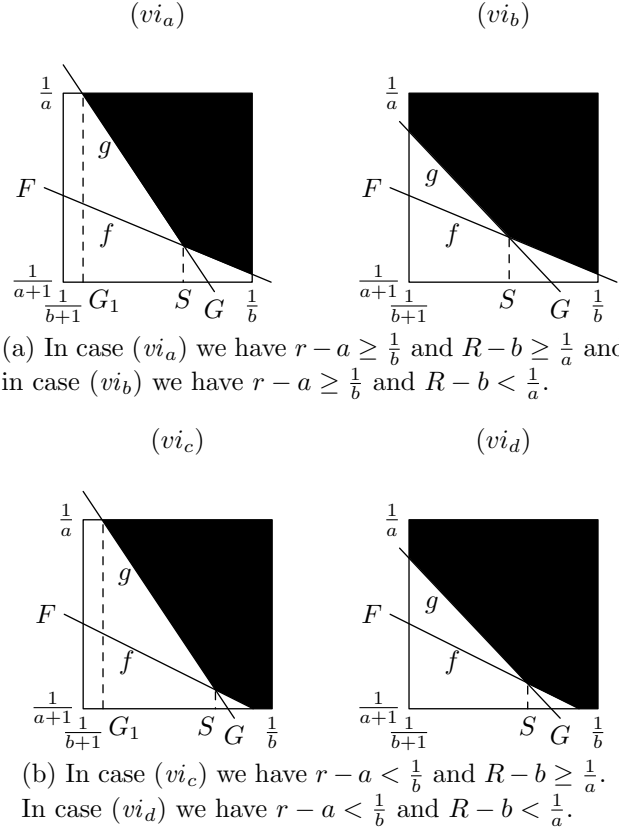 (vi_a) (vi_b)
1/a 1/a
g g
F f F f
1/(a+1) 1/(a+1)
1/(b+1) G₁ S G 1/b 1/(b+1) S G 1/b
(a) In case (vi_a) we have r − a ≥ 1/b and R − b ≥ 1/a and
in case (vi_b) we have r − a ≥ 1/b and R − b < 1/a.
(vi_c) (vi_d)
1/a 1/a
g g
F f F f
1/(a+1) 1/(a+1)
1/(b+1) G₁ S G 1/b 1/(b+1) S G 1/b
(b) In case (vi_c) we have r − a < 1/b and R − b ≥ 1/a.
In case (vi_d) we have r − a < 1/b and R − b < 1/a.